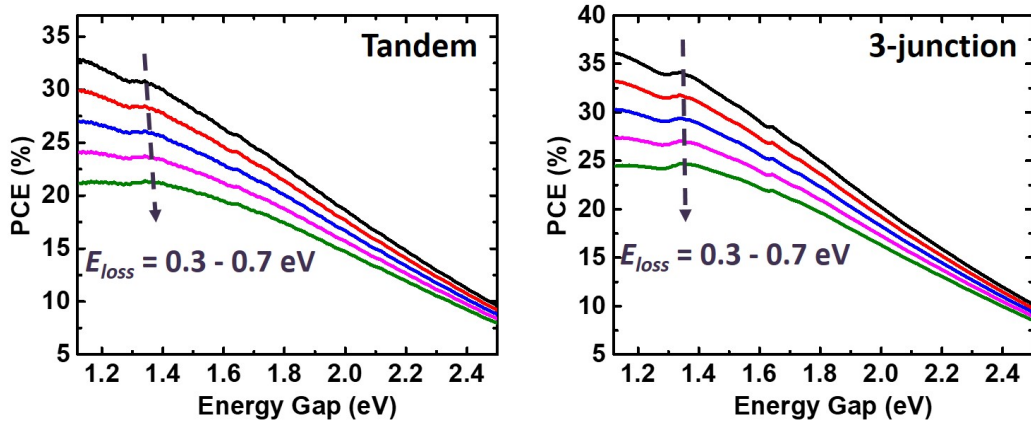 Tandem
PCE (%)
35
30
25
20
15
10
5
E_loss = 0.3 - 0.7 eV
1.2 1.4 1.6 1.8 2.0 2.2 2.4
Energy Gap (eV)
3-junction
PCE (%)
40
35
30
25
20
15
10
5
E_loss = 0.3 - 0.7 eV
1.2 1.4 1.6 1.8 2.0 2.2 2.4
Energy Gap (eV)